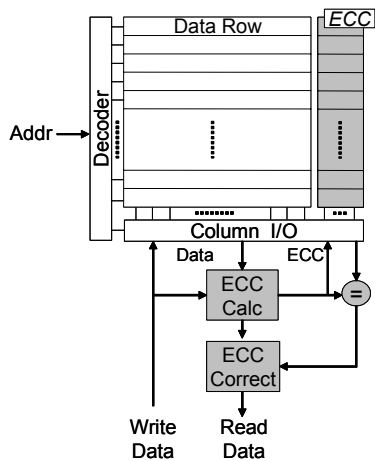 ECC
Data Row
Addr
Decoder
Column I/O
Data
ECC
ECC
Calc
=
ECC
Correct
Write
Data
Read
Data